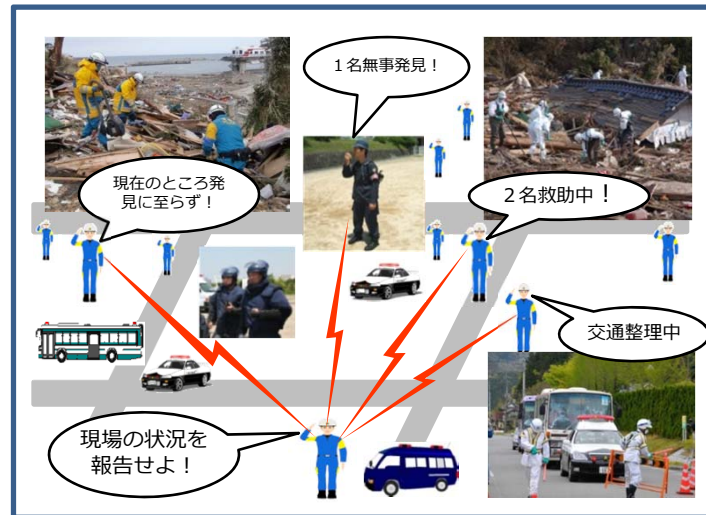 １名無事発見！
現在のところ発
見に至らず！
２名救助中！
交通整理中
現場の状況を
報告せよ！